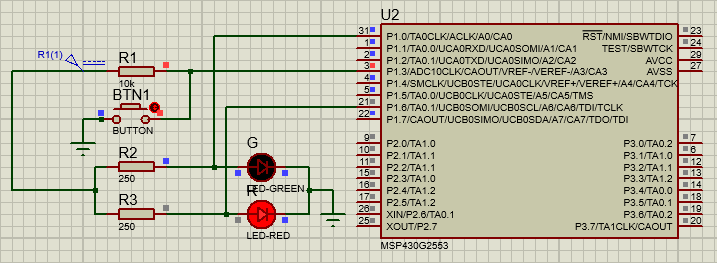 U2
R1(1)
R1
10k
BTN1
BUTTON
R2
250
R3
250
G
LED-GREEN
R
LED-RED
31 P1.0/TA0CLK/ACLK/A0/CA0
1 P1.1/TA0.0/UCA0RXD/UCA0SOMI/A1/CA1
2 P1.2/TA0.1/UCA0TXD/UCA0SIMO/A2/CA2
3 P1.3/ADC10CLK/CAOUT/VREF-/VEREF-/A3/CA3
4 P1.4/SMCLK/UCB0STE/UCA0CLK/VREF+/VEREF+/A4/CA4/TCK
5 P1.5/TA0.0/UCB0CLK/UCA0STE/A5/CA5/TMS
21 P1.6/TA0.1/UCB0SOMI/UCB0SCL/A6/CA6/TDI/TCLK
22 P1.7/CAOUT/UCB0SIMO/UCB0SDA/A7/CA7/TDO/TDI
9 P2.0/TA1.0
10 P2.1/TA1.1
11 P2.2/TA1.1
15 P2.3/TA1.0
16 P2.4/TA1.2
17 P2.5/TA1.2
26 XIN/P2.6/TA0.1
25 XOUT/P2.7
RST/NMI/SBWTDIO 23
TEST/SBWTCK 24
AVCC 29
AVSS 27
P3.0/TA0.2 7
P3.1/TA1.0 6
P3.2/TA1.1 12
P3.3/TA1.2 13
P3.4/TA0.0 14
P3.5/TA0.1 18
P3.6/TA0.2 19
P3.7/TA1CLK/CAOUT 20
MSP430G2553